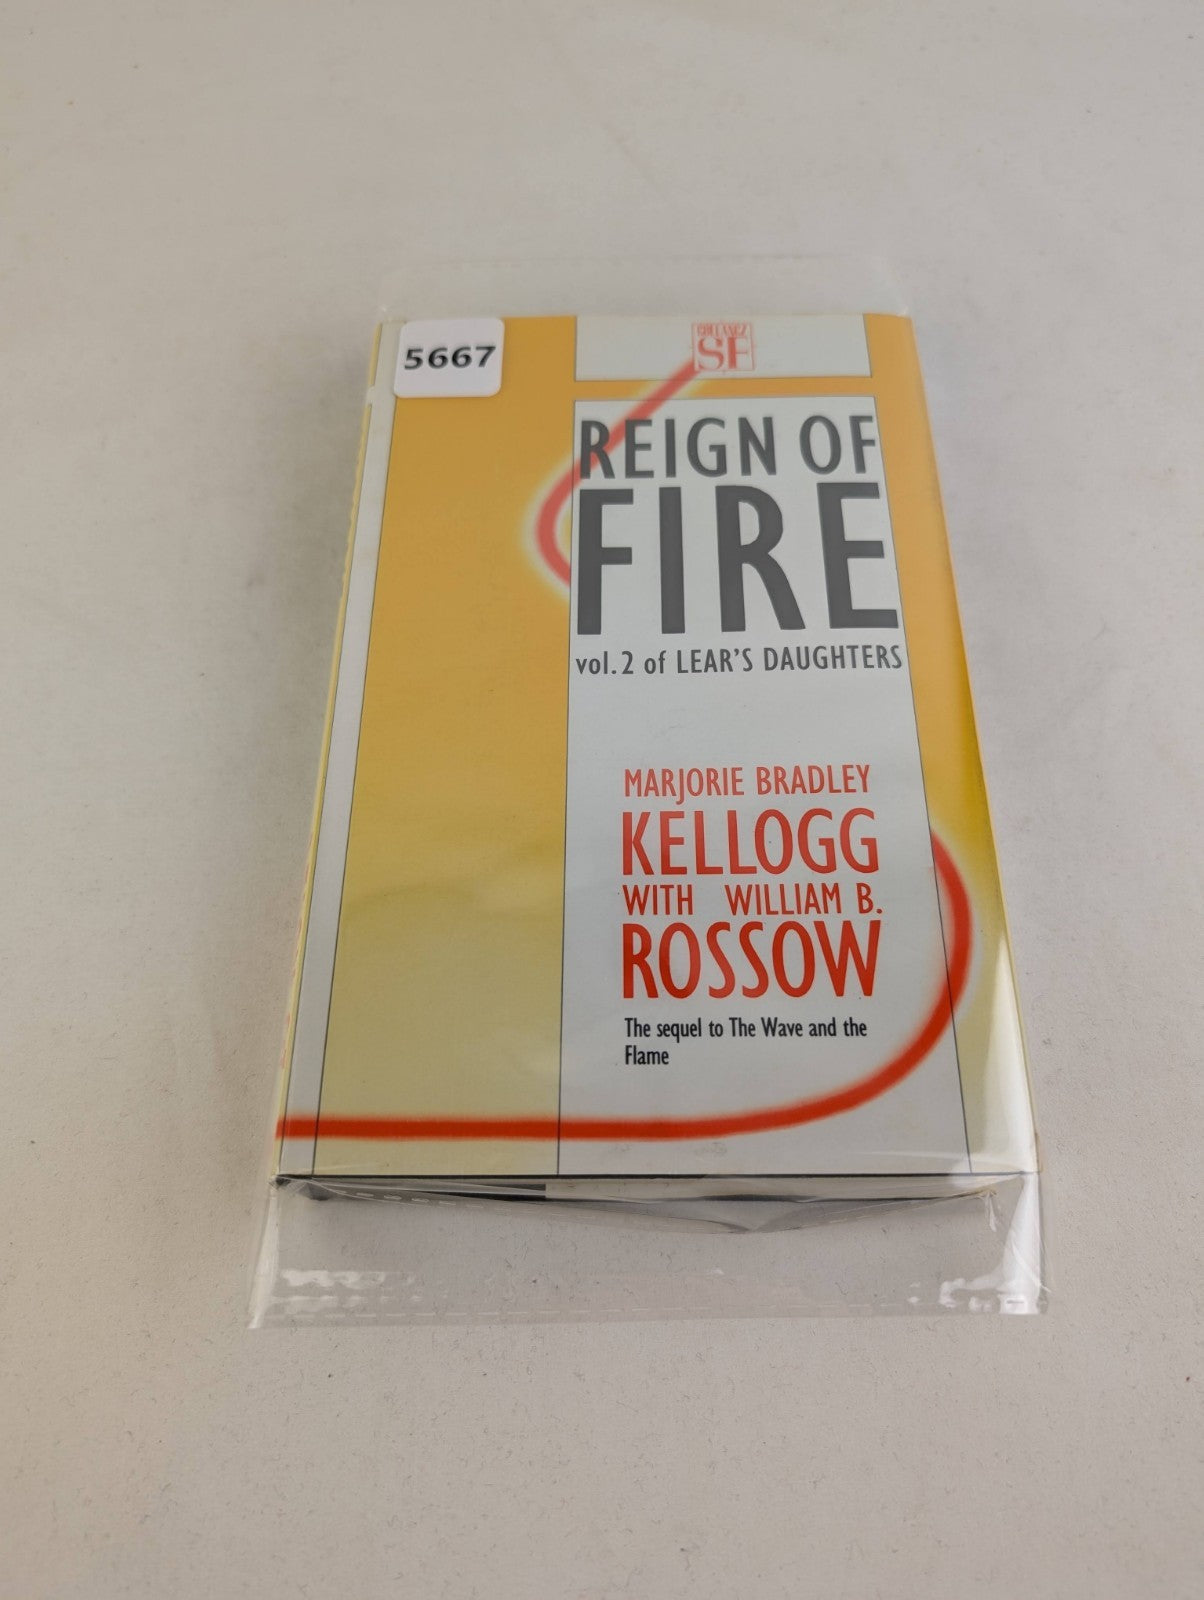 5667
GOLLANCZ
SF
REIGN OF
FIRE
vol.2 of LEAR'S DAUGHTERS
MARJORIE BRADLEY
KELLOGG
WITH WILLIAM B.
ROSSOW
The sequel to The Wave and the
Flame